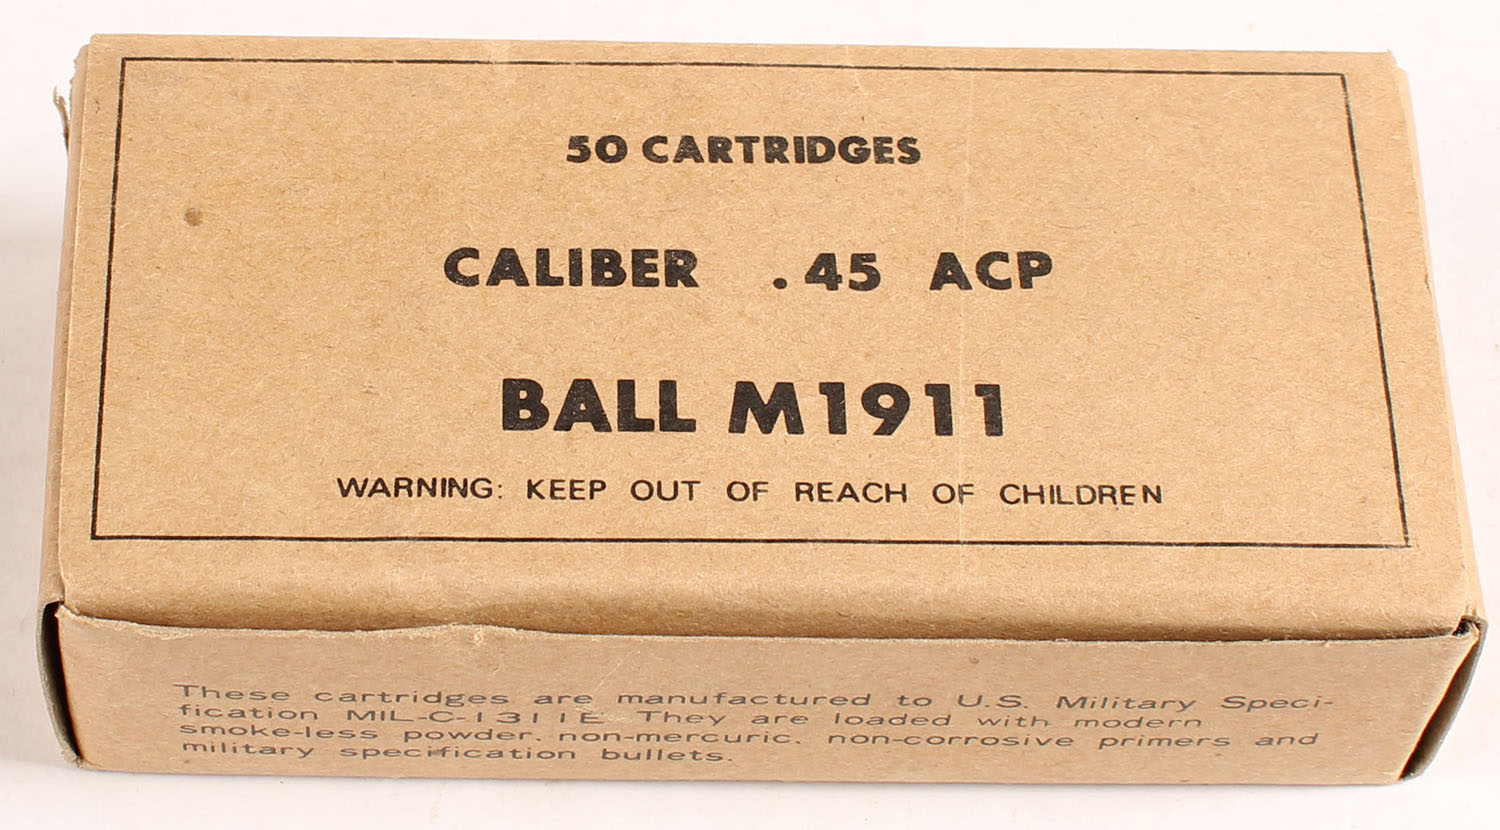 50 CARTRIDGES
CALIBER .45 ACP
BALL M1911
WARNING: KEEP OUT OF REACH OF CHILDREN
These cartridges are manufactured to U.S. Military Speci-
fication MIL-C-1311E They are loaded with modern
smoke-less powder. non-mercuric. non-corrosive primers and
military specification bullets.